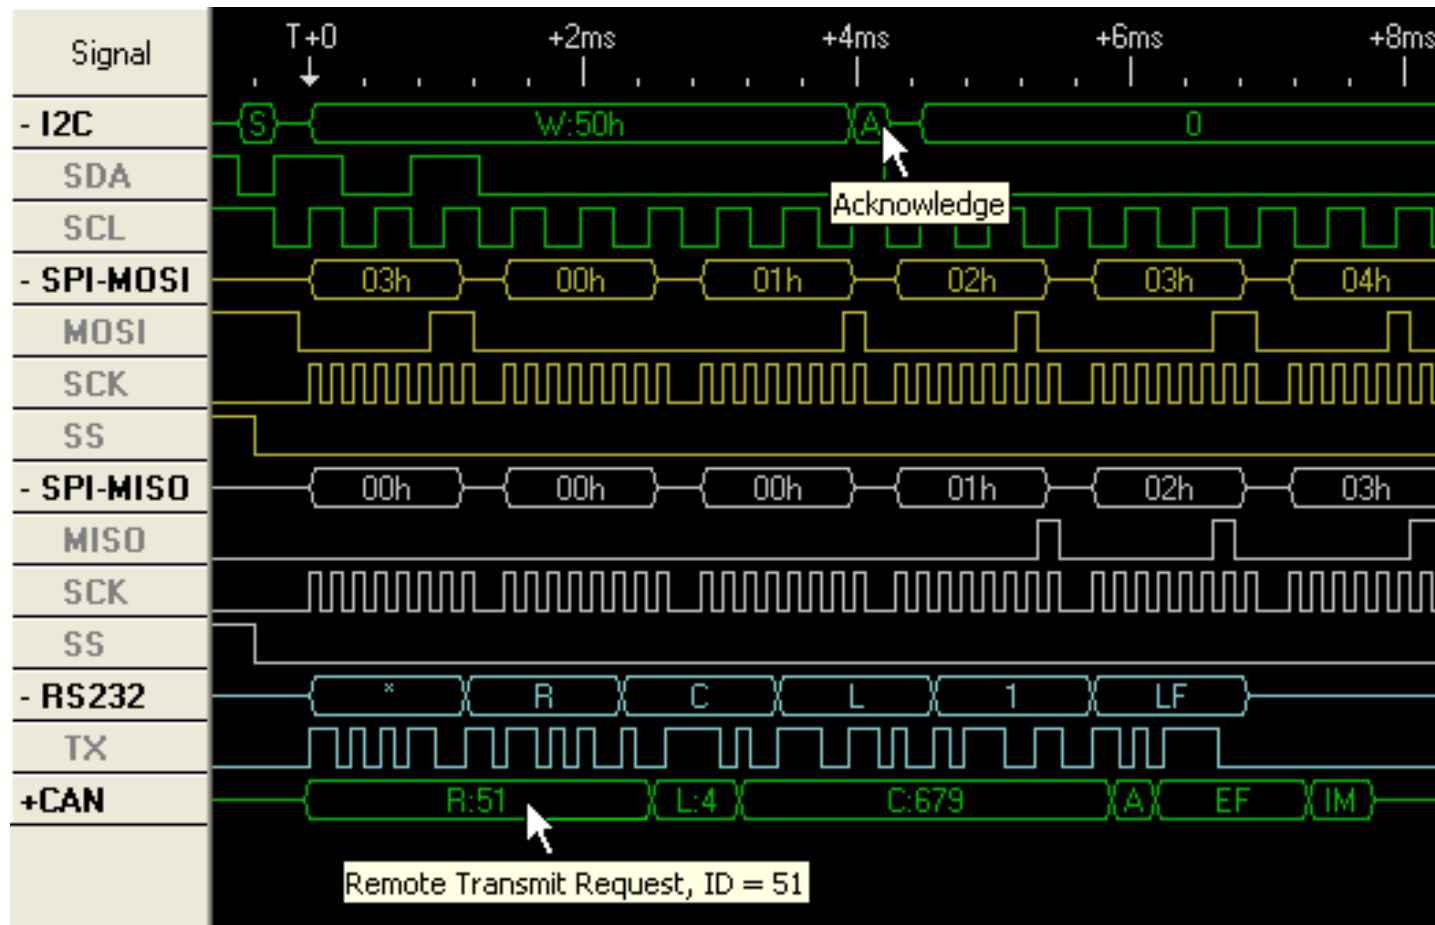 Signal T+0 +2ms +4ms +6ms +8ms
- I2C S W:50h A 0
SDA
Acknowledge
SCL
- SPI-MOSI 03h 00h 01h 02h 03h 04h
MOSI
SCK
SS
- SPI-MISO 00h 00h 00h 01h 02h 03h
MISO
SCK
SS
- RS232 * R C L 1 LF
TX
+CAN R:51 L:4 C:679 A EF IM
Remote Transmit Request, ID = 51